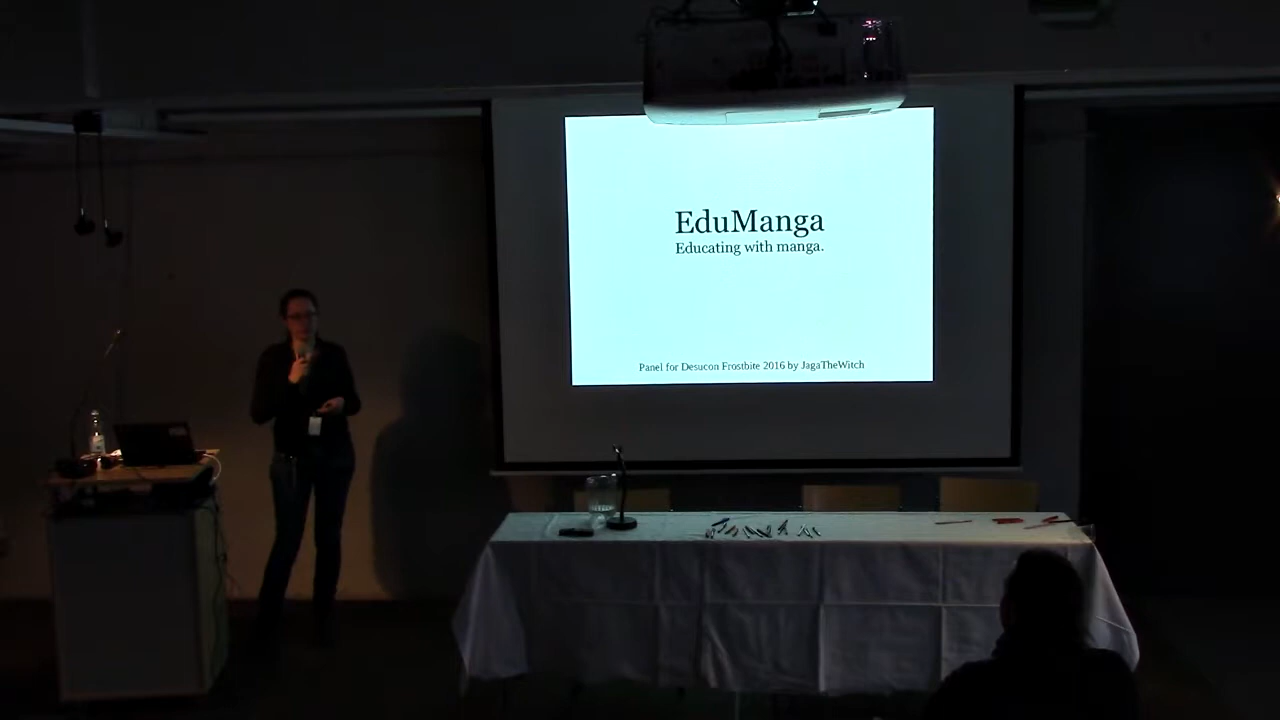 EduManga
Educating with manga.
Panel for Desucon Frostbite 2016 by JagaTheWitch